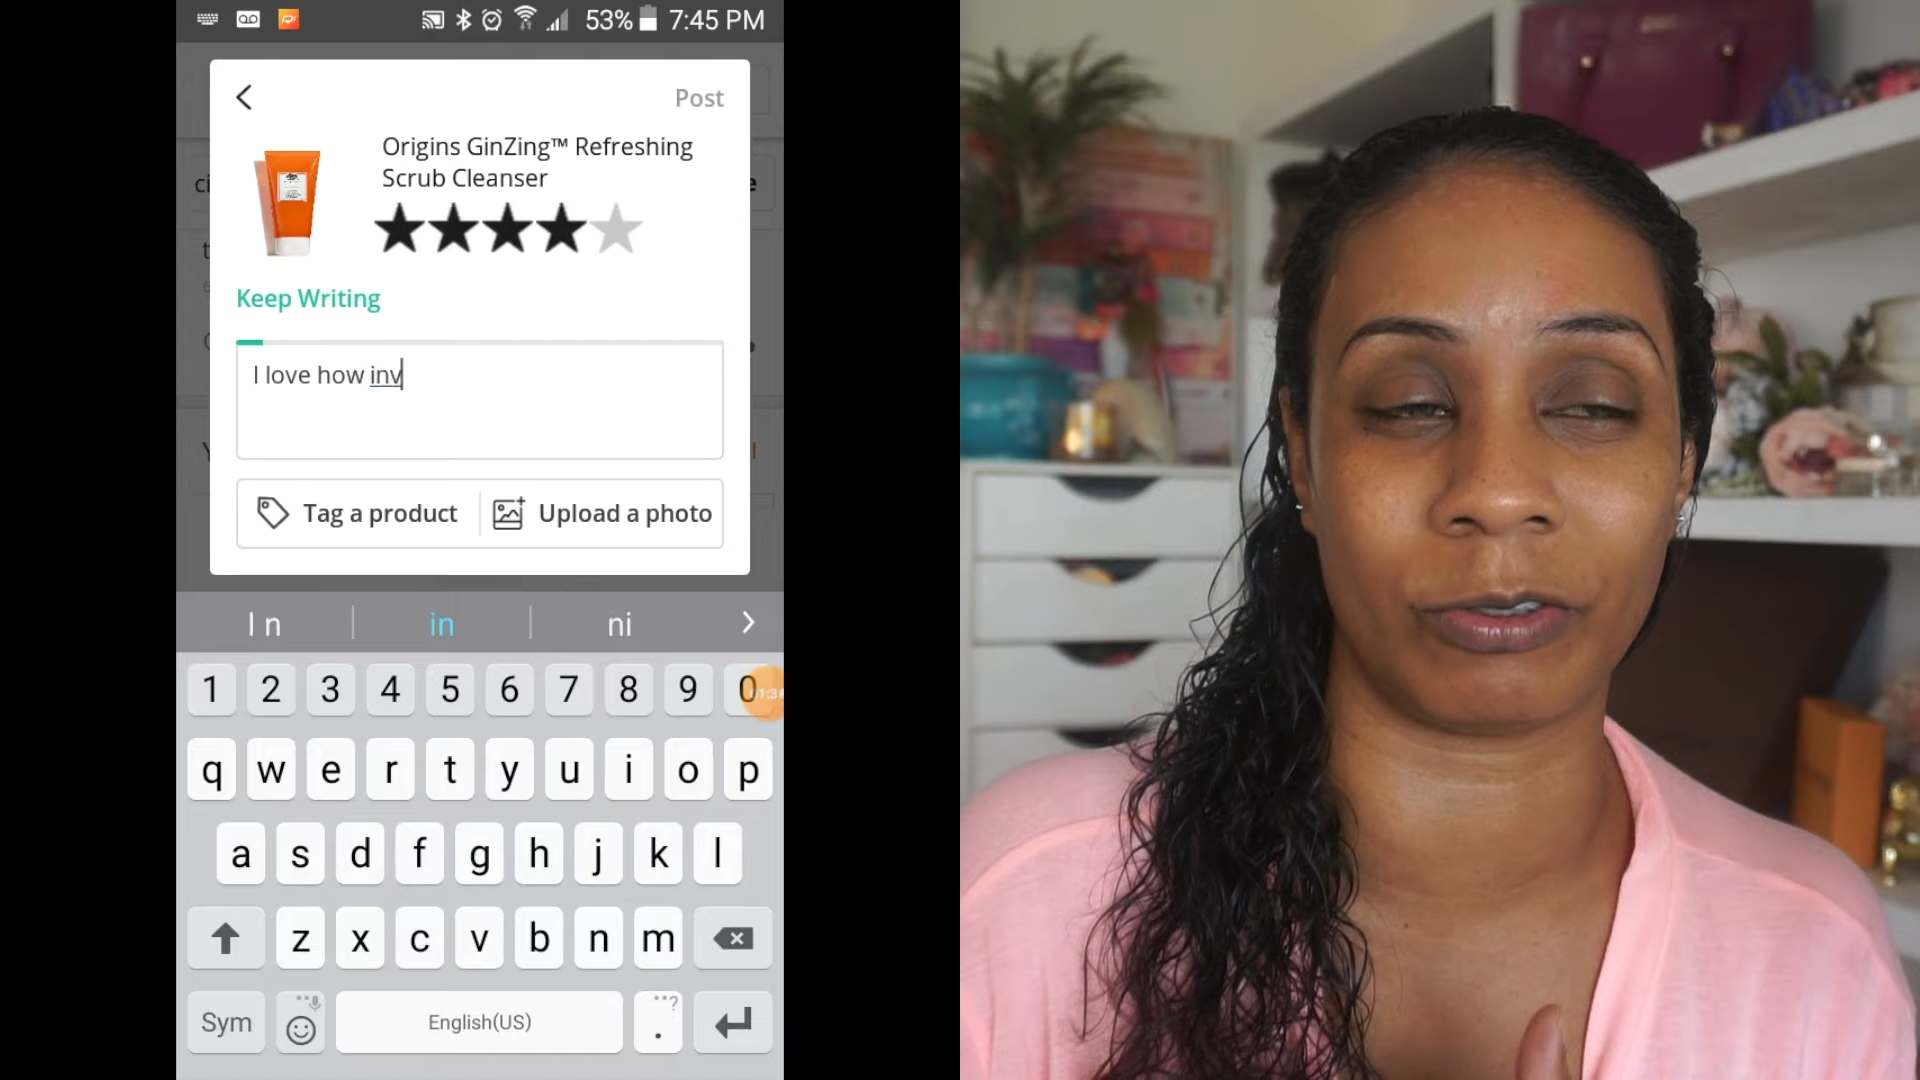 53% 7:45 PM
Post
Origins GinZing™ Refreshing
Scrub Cleanser
Keep Writing
I love how inv
Tag a product
Upload a photo
I n
in
ni
1 2 3 4 5 6 7 8 9 0
q w e r t y u i o p
a s d f g h j k l
z x c v b n m
Sym
English(US)
. ?